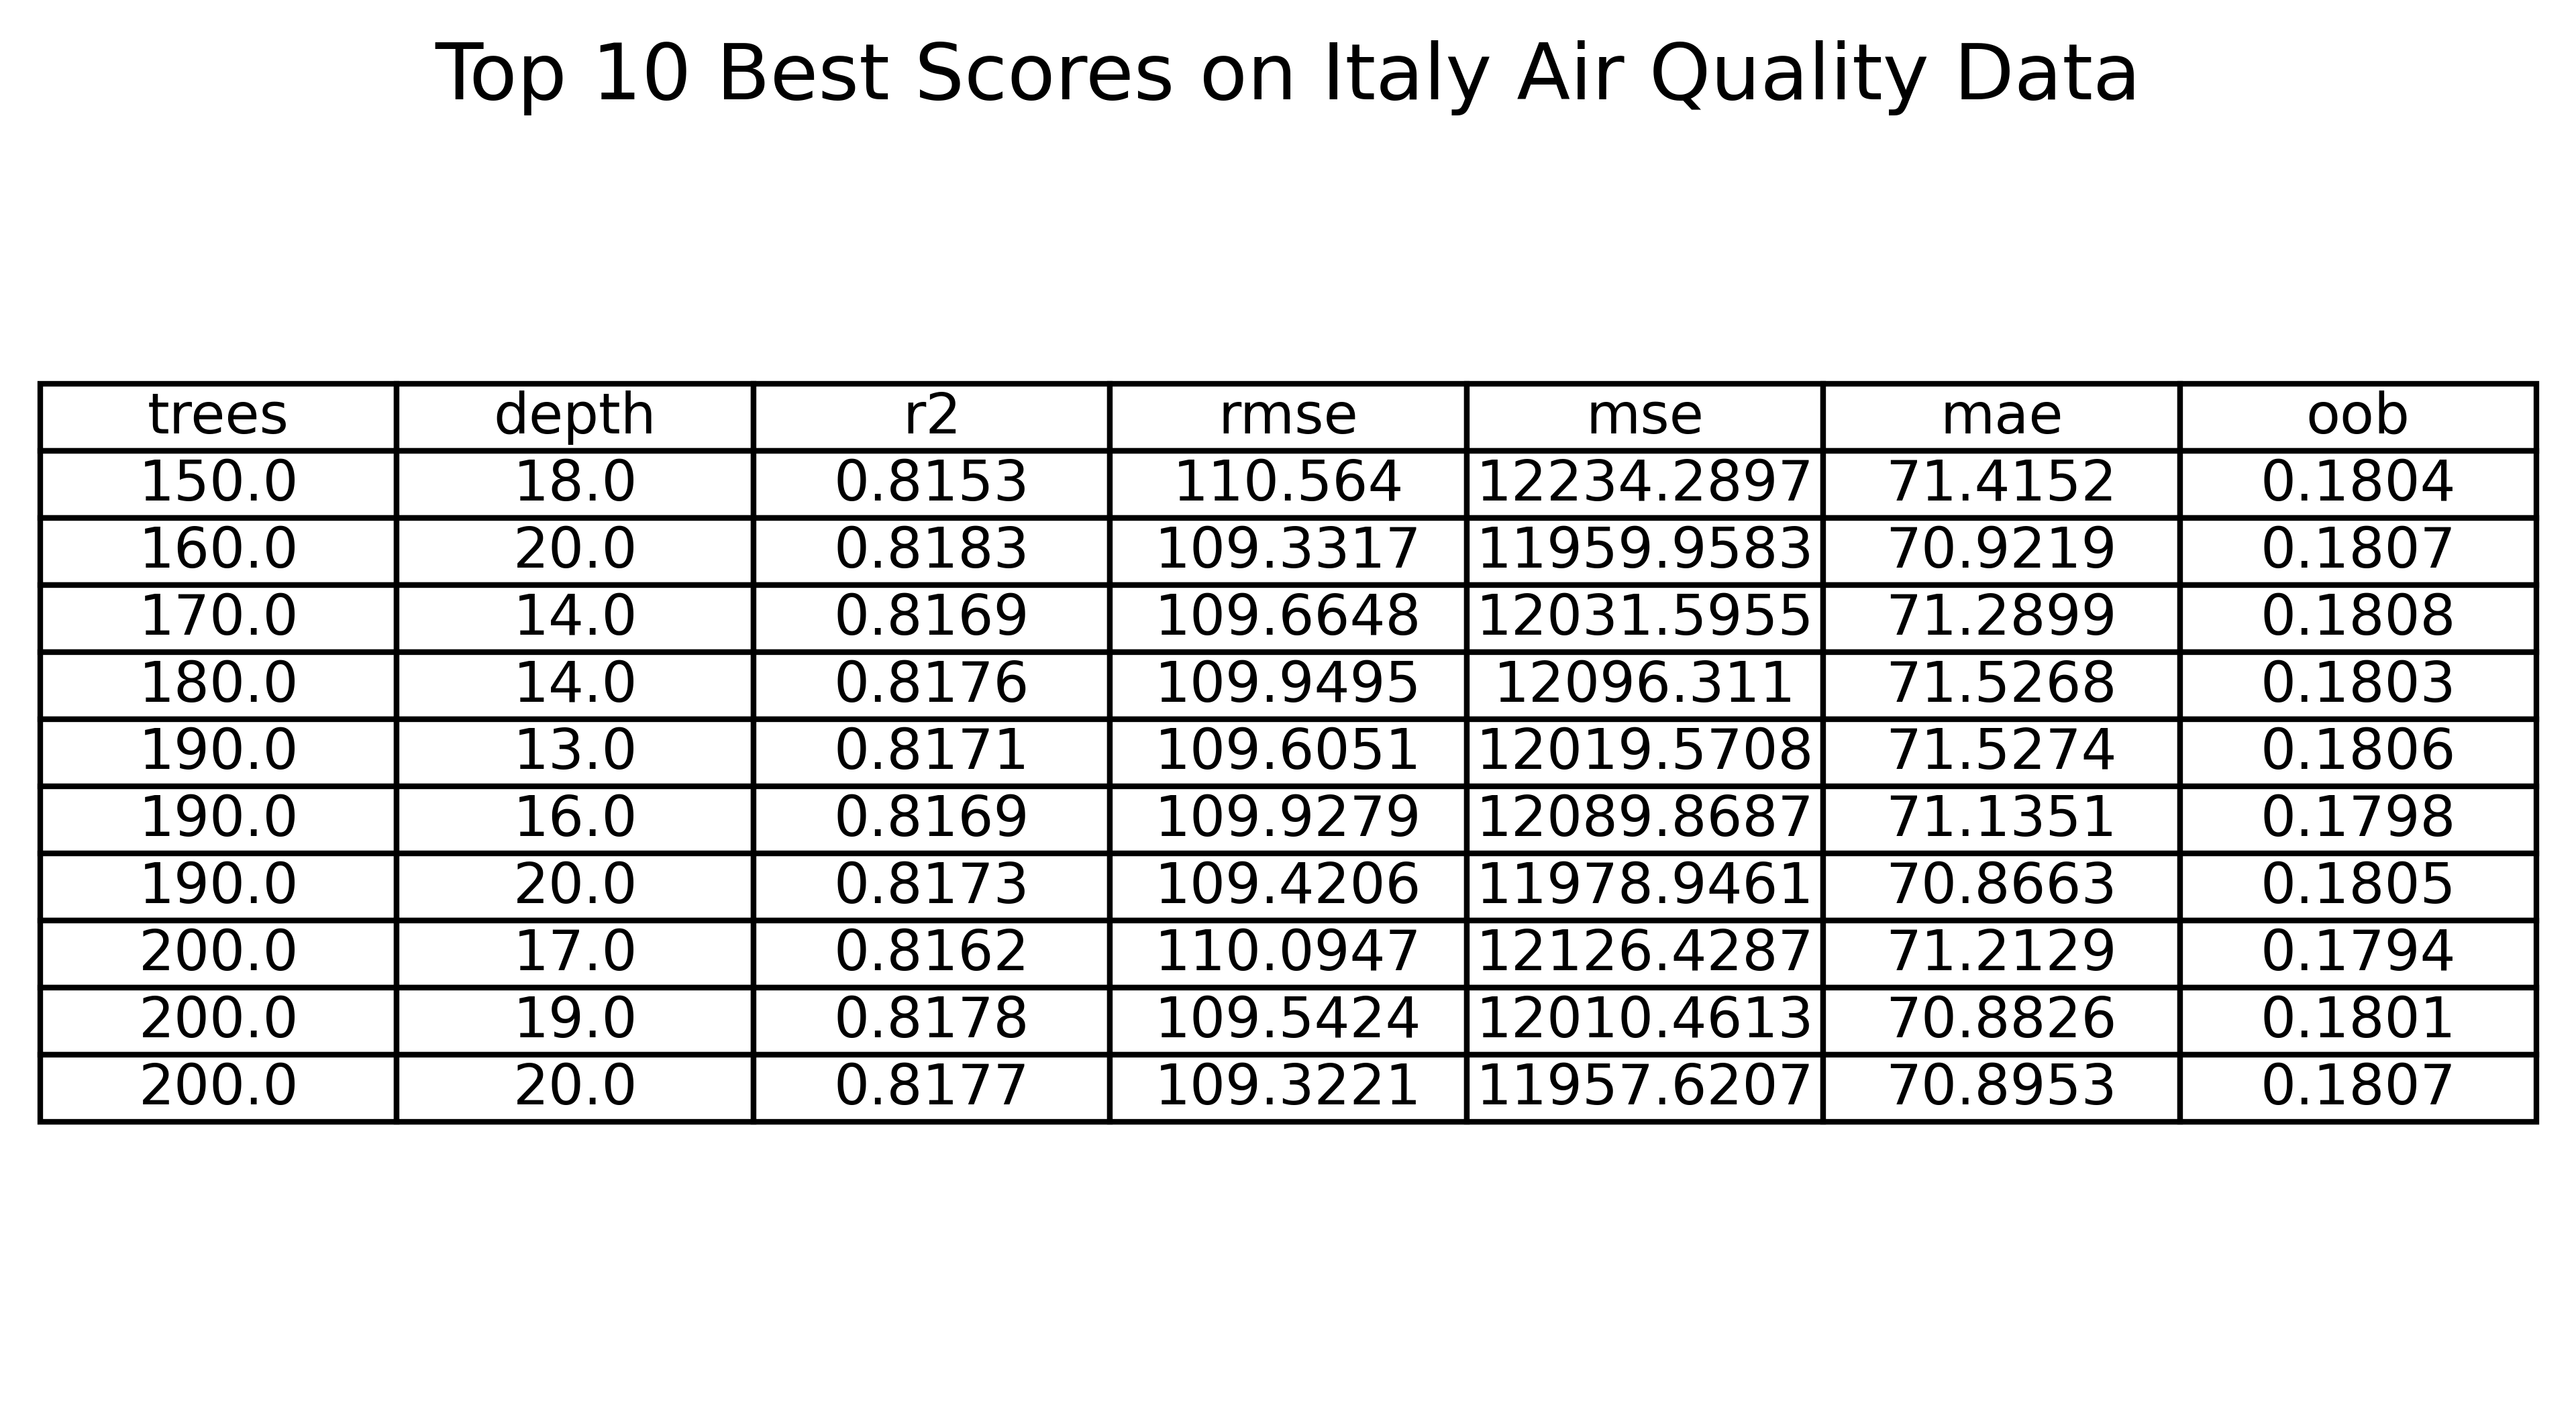 Top 10 Best Scores on Italy Air Quality Data
trees depth r2 rmse mse mae oob
150.0 18.0 0.8153 110.564 12234.2897 71.4152 0.1804
160.0 20.0 0.8183 109.3317 11959.9583 70.9219 0.1807
170.0 14.0 0.8169 109.6648 12031.5955 71.2899 0.1808
180.0 14.0 0.8176 109.9495 12096.311 71.5268 0.1803
190.0 13.0 0.8171 109.6051 12019.5708 71.5274 0.1806
190.0 16.0 0.8169 109.9279 12089.8687 71.1351 0.1798
190.0 20.0 0.8173 109.4206 11978.9461 70.8663 0.1805
200.0 17.0 0.8162 110.0947 12126.4287 71.2129 0.1794
200.0 19.0 0.8178 109.5424 12010.4613 70.8826 0.1801
200.0 20.0 0.8177 109.3221 11957.6207 70.8953 0.1807